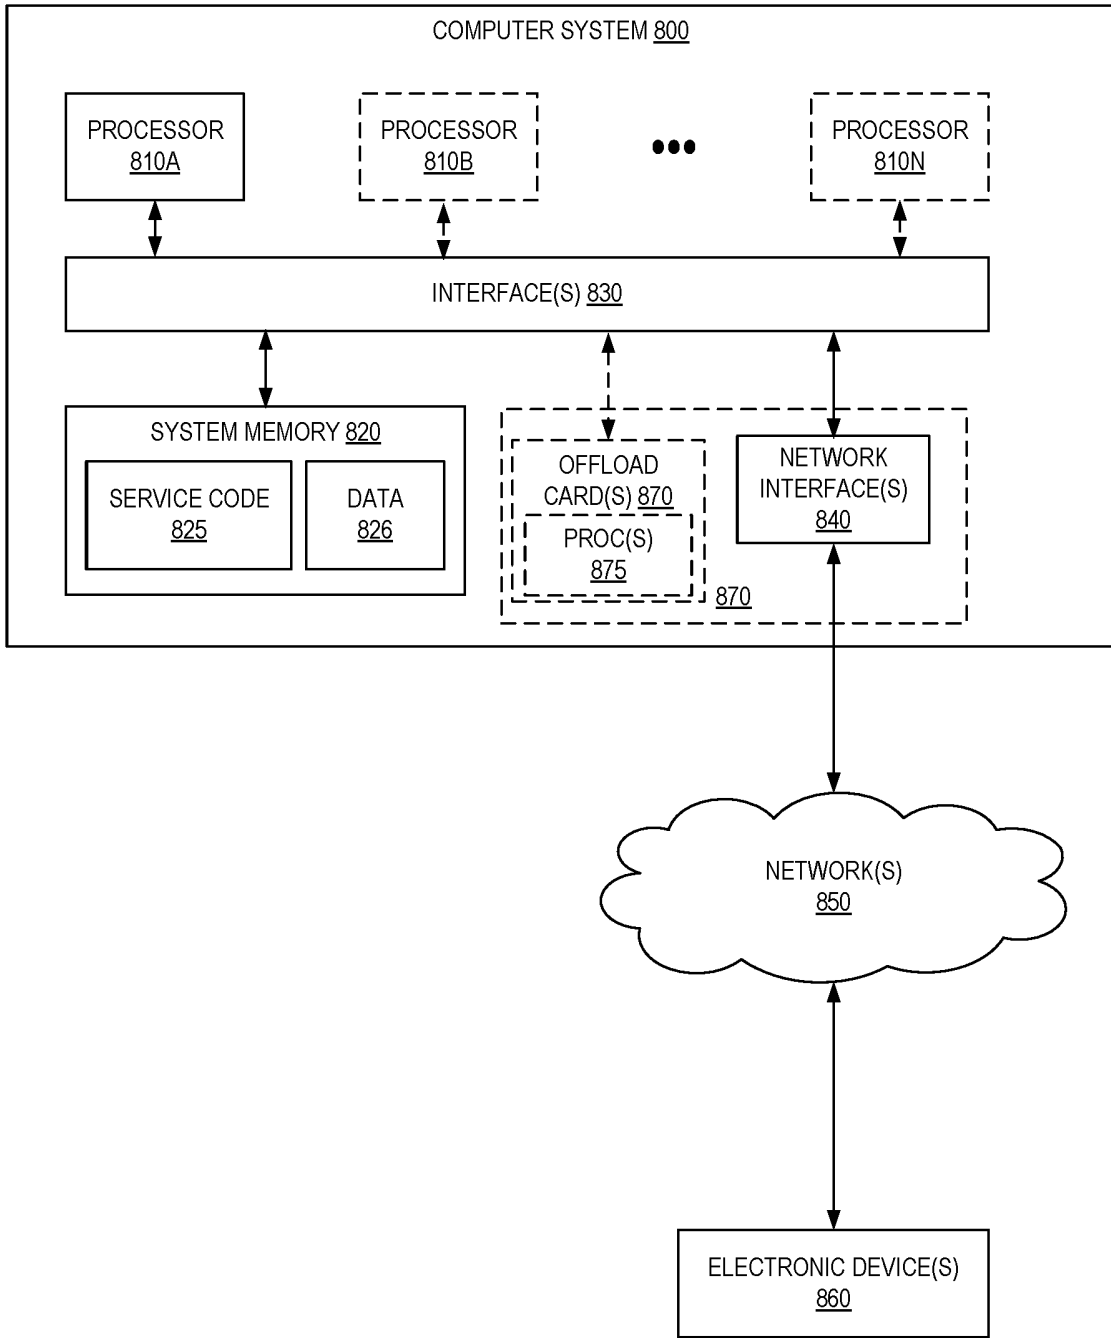 COMPUTER SYSTEM 800
PROCESSOR
810A
PROCESSOR
810B
PROCESSOR
810N
INTERFACE(S) 830
SYSTEM MEMORY 820
SERVICE CODE
825
DATA
826
OFFLOAD
CARD(S) 870
PROC(S)
875
870
NETWORK
INTERFACE(S)
840
NETWORK(S)
850
ELECTRONIC DEVICE(S)
860